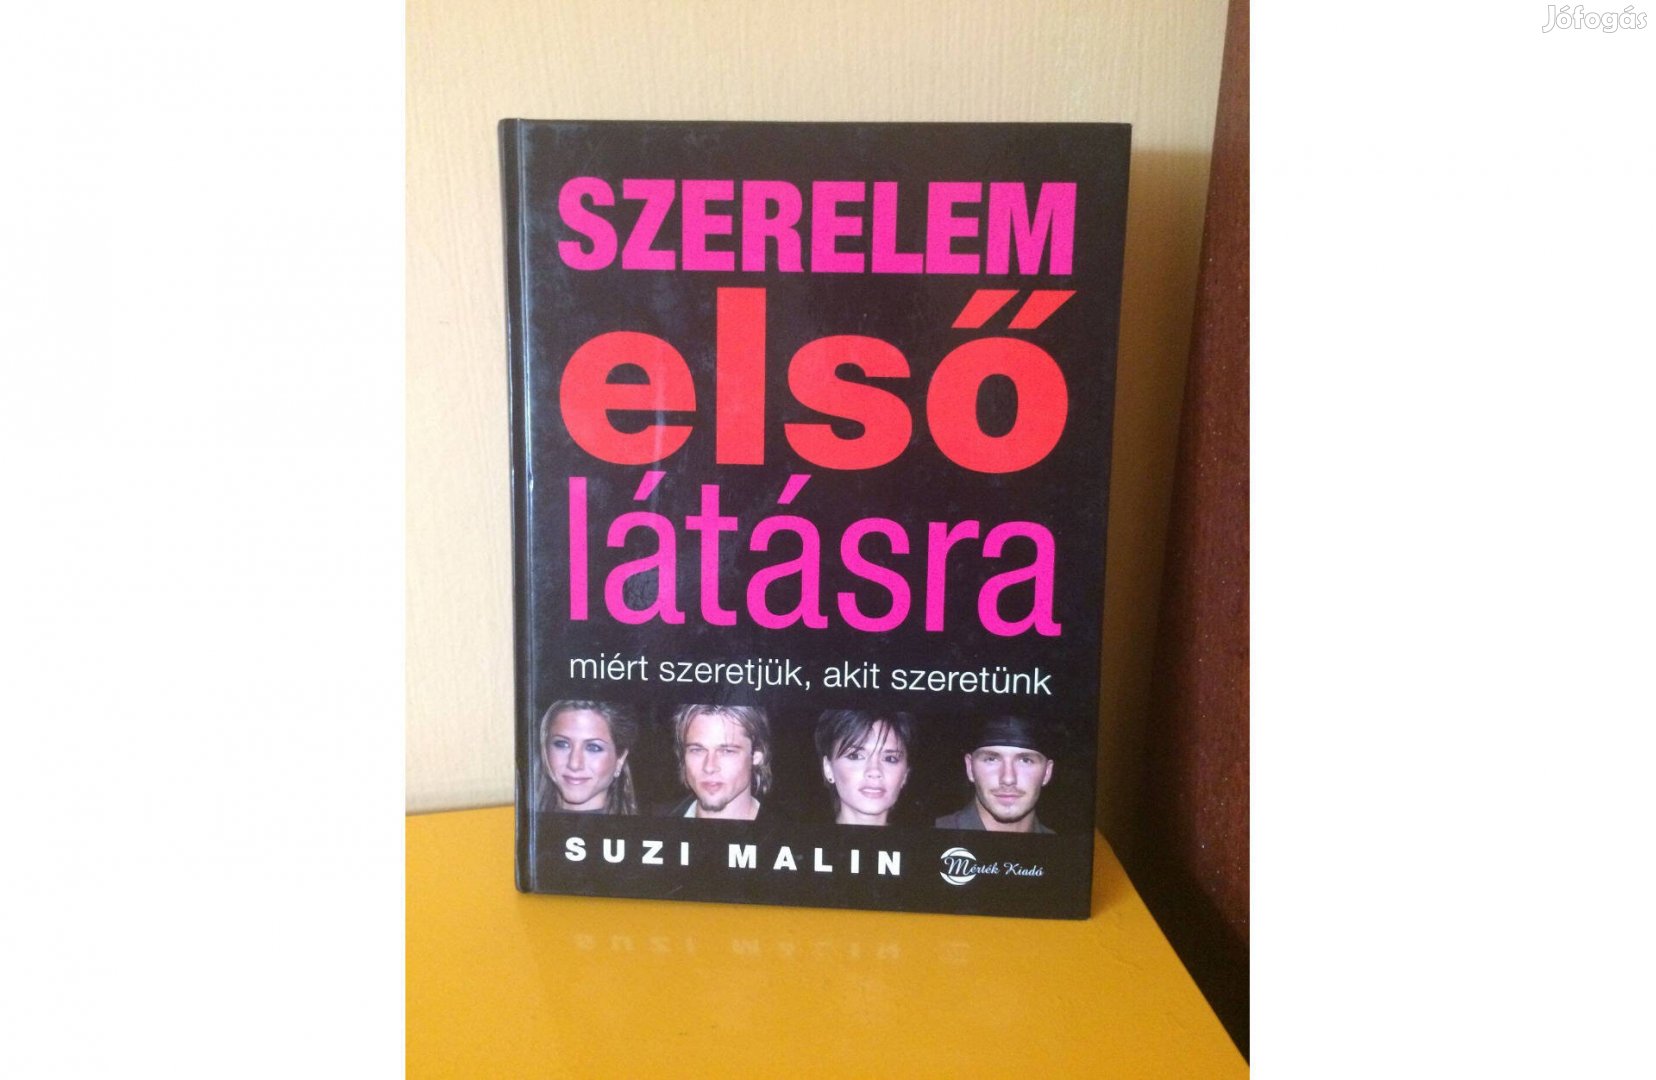 Jófogás
SZERELEM
első
látásra
miért szeretjük, akit szeretünk
SUZI MALIN
Mérték Kiadó